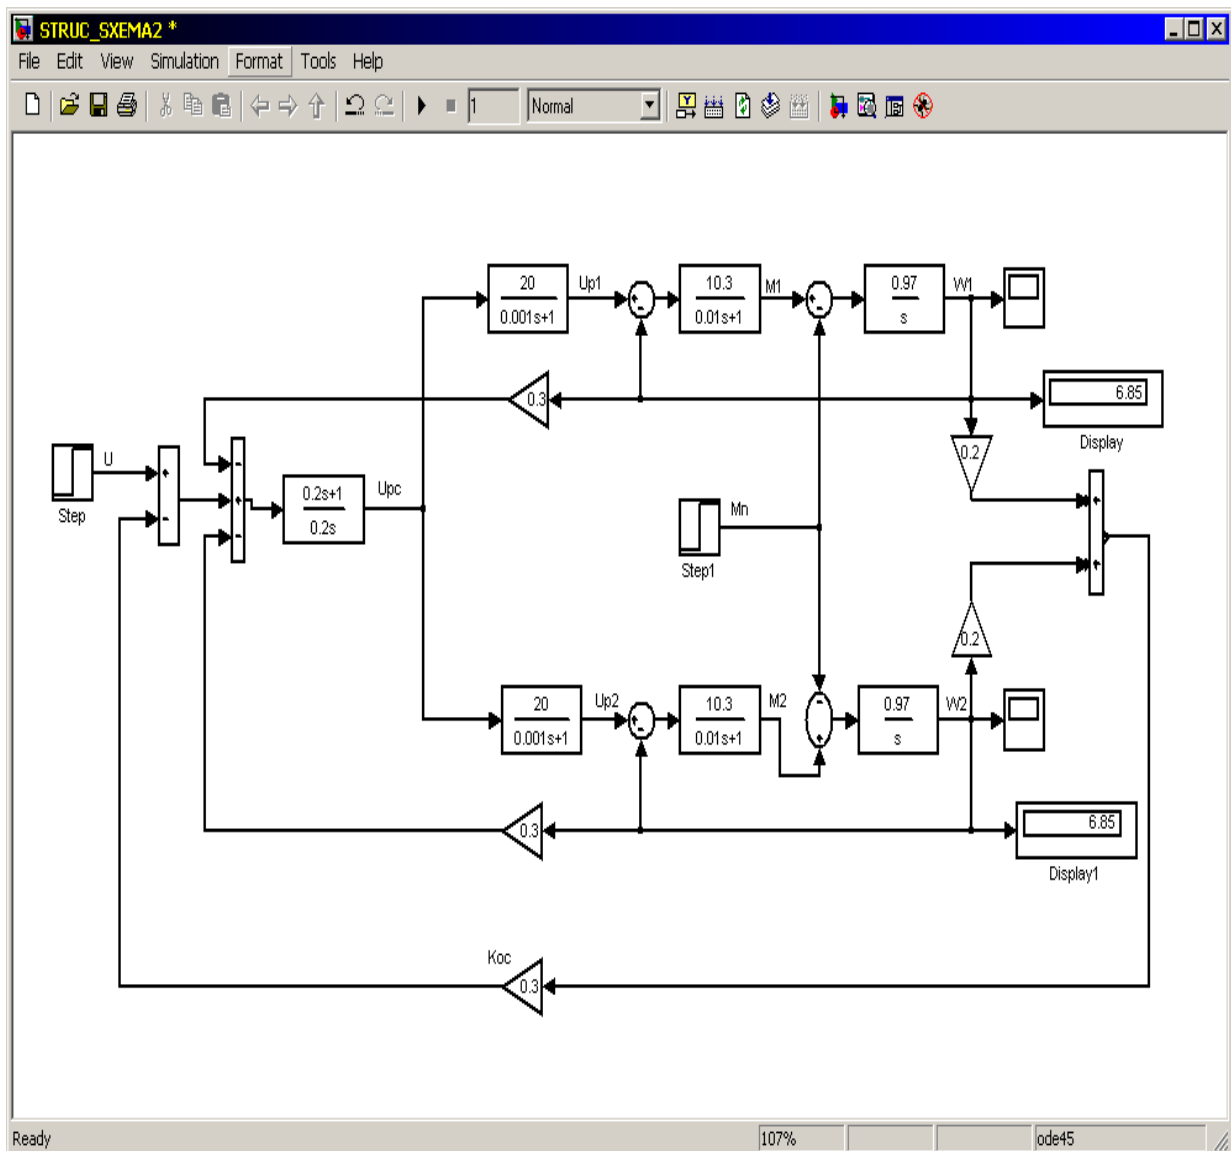 STRUC_SXEMA2 *
File Edit View Simulation Format Tools Help
1 Normal
20
0.001s+1
Up1
10.3
0.01s+1
M1
0.97
s
W1
0.3
6.85
Display
0.2
U
Step
0.2s+1
0.2s
Upc
Mn
Step1
0.2
20
0.001s+1
Up2
10.3
0.01s+1
M2
0.97
s
W2
0.3
6.85
Display1
Koc
0.3
Ready 107% ode45